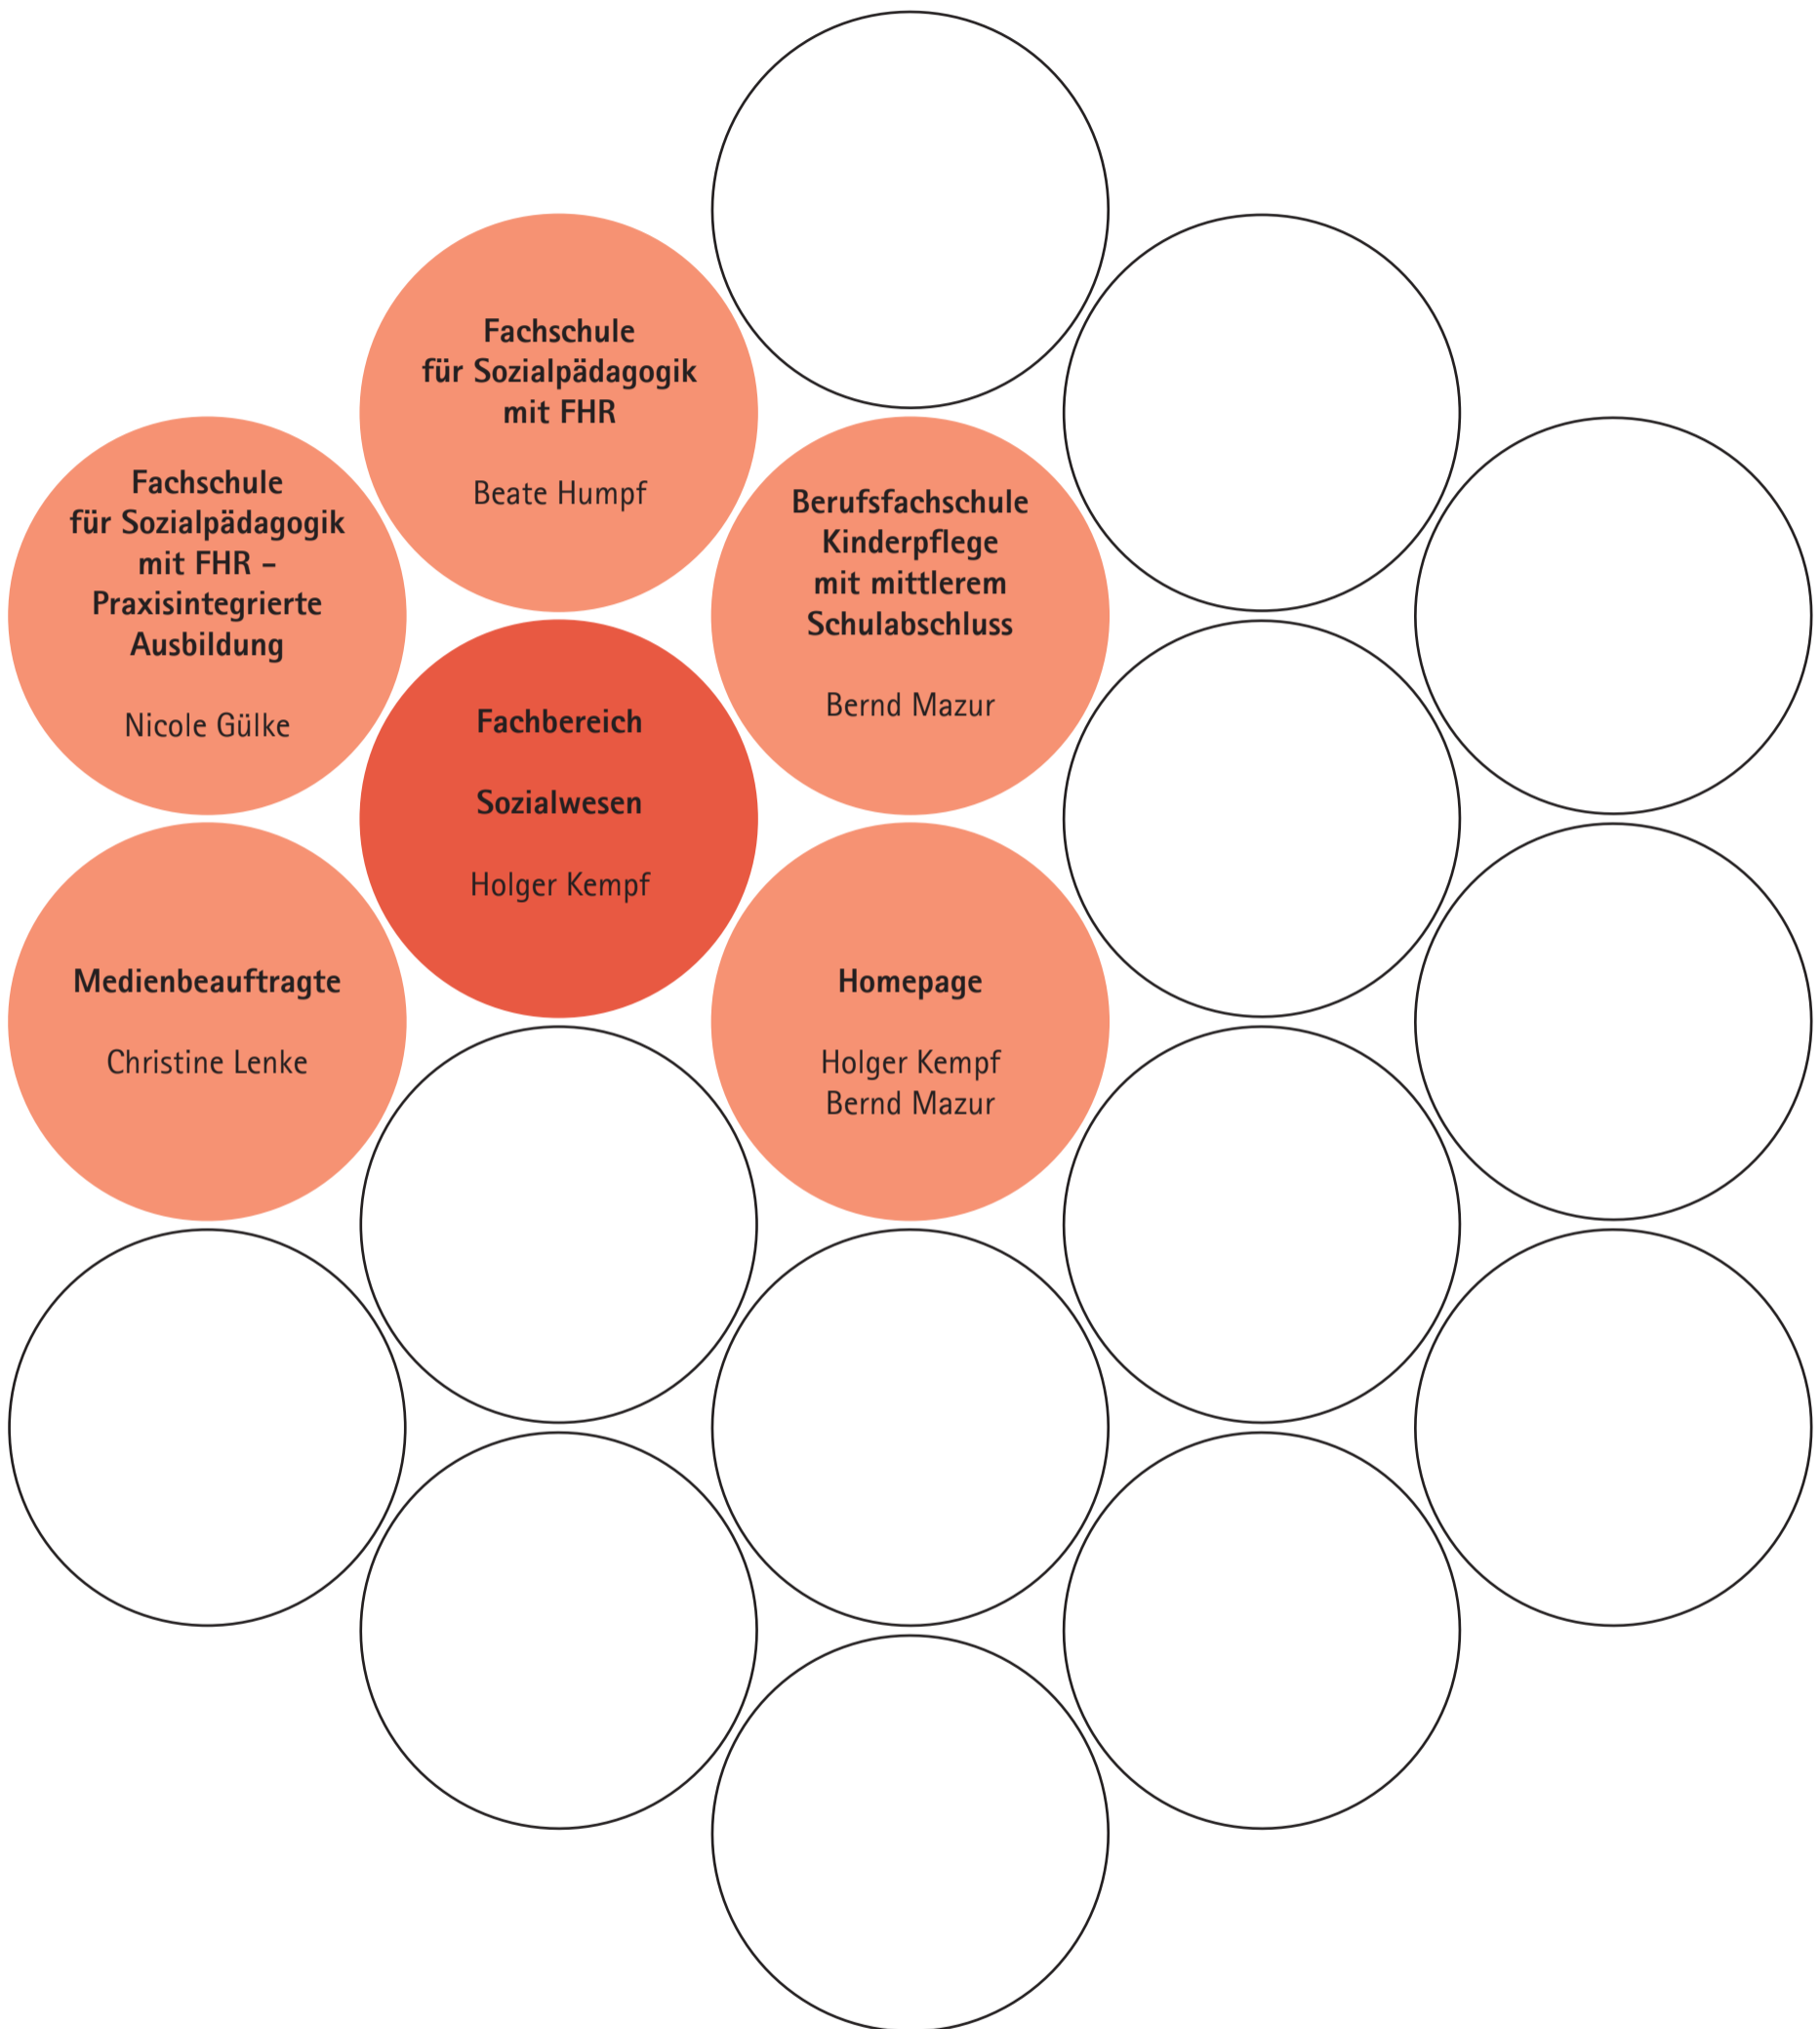 Fachschule
für Sozialpädagogik
mit FHR
Beate Humpf
Fachschule
für Sozialpädagogik
mit FHR –
Praxisintegrierte
Ausbildung
Nicole Gülke
Berufsfachschule
Kinderpflege
mit mittlerem
Schulabschluss
Bernd Mazur
Fachbereich
Sozialwesen
Holger Kempf
Medienbeauftragte
Christine Lenke
Homepage
Holger Kempf
Bernd Mazur